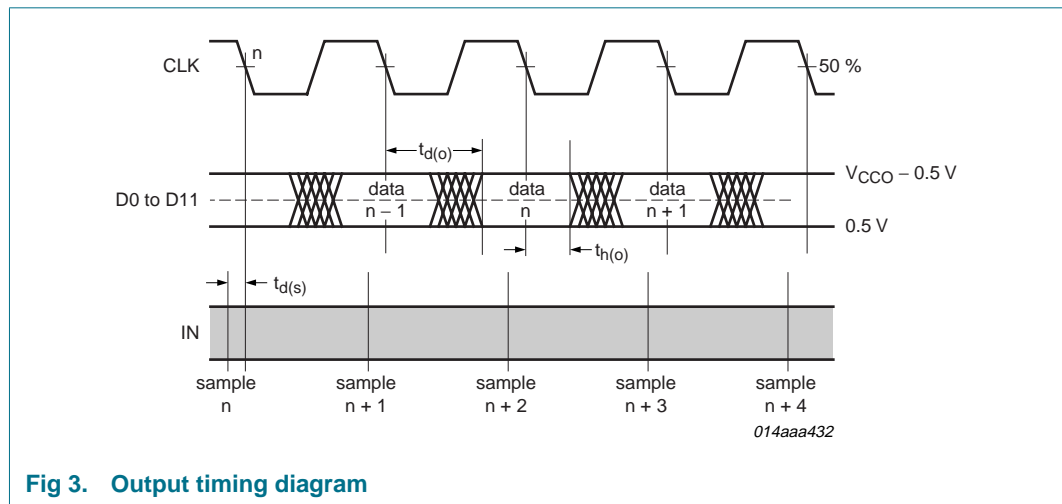 CLK
n
50 %
t_d(o)
V_CCO – 0.5 V
D0 to D11
data
n – 1
data
n
data
n + 1
0.5 V
t_h(o)
t_d(s)
IN
sample
n
sample
n + 1
sample
n + 2
sample
n + 3
sample
n + 4
014aaa432
Fig 3. Output timing diagram